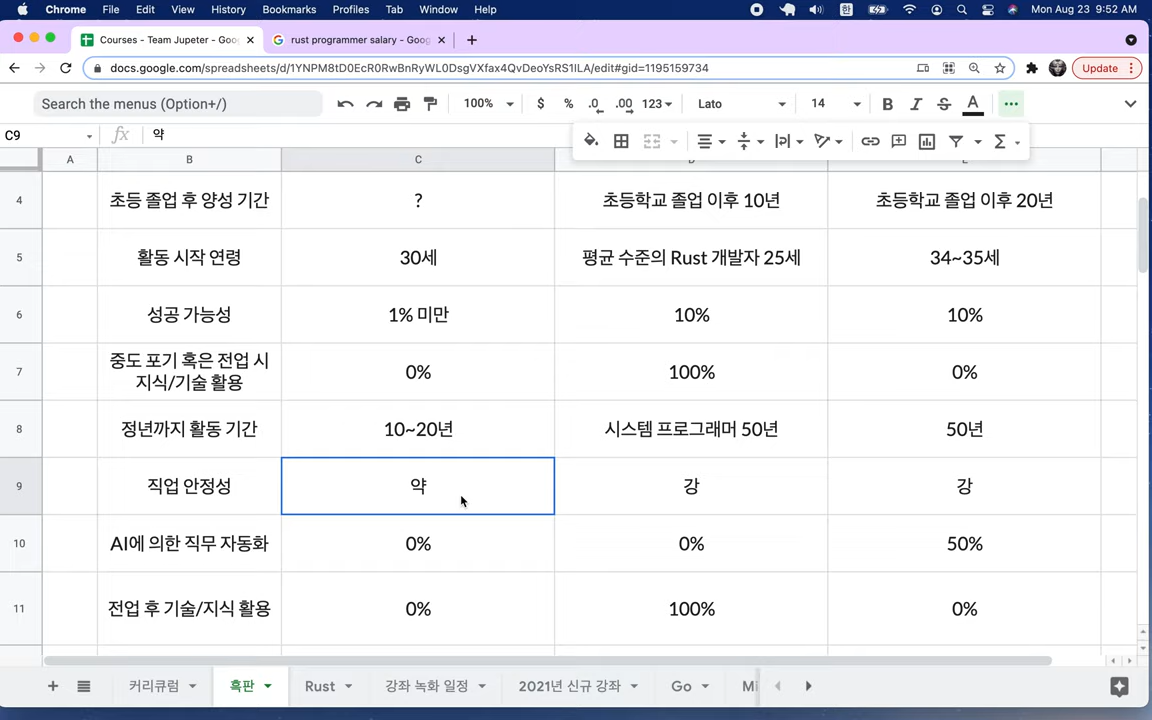 Chrome File Edit View History Bookmarks Profiles Tab Window Help 한 Mon Aug 23 9:52 AM
Courses - Team Jupeter - Goo
rust programmer salary - Goog
docs.google.com/spreadsheets/d/1YNPM8tD0EcR0RwBnRyWL0DsgVXfax4QvDeoYsRS1ILA/edit#gid=1195159734
Update
Search the menus (Option+/)
100% $ % .0 .00 123 Lato 14 B I S A
C9 fx 약
A B C
4 초등 졸업 후 양성 기간 ? 초등학교 졸업 이후 10년 초등학교 졸업 이후 20년
5 활동 시작 연령 30세 평균 수준의 Rust 개발자 25세 34~35세
6 성공 가능성 1% 미만 10% 10%
중도 포기 혹은 전업 시
7 지식/기술 활용 0% 100% 0%
8 정년까지 활동 기간 10~20년 시스템 프로그래머 50년 50년
9 직업 안정성 약 강 강
10 AI에 의한 직무 자동화 0% 0% 50%
11 전업 후 기술/지식 활용 0% 100% 0%
커리큐럼 흑판 Rust 강좌 녹화 일정 2021년 신규 강좌 Go Mi